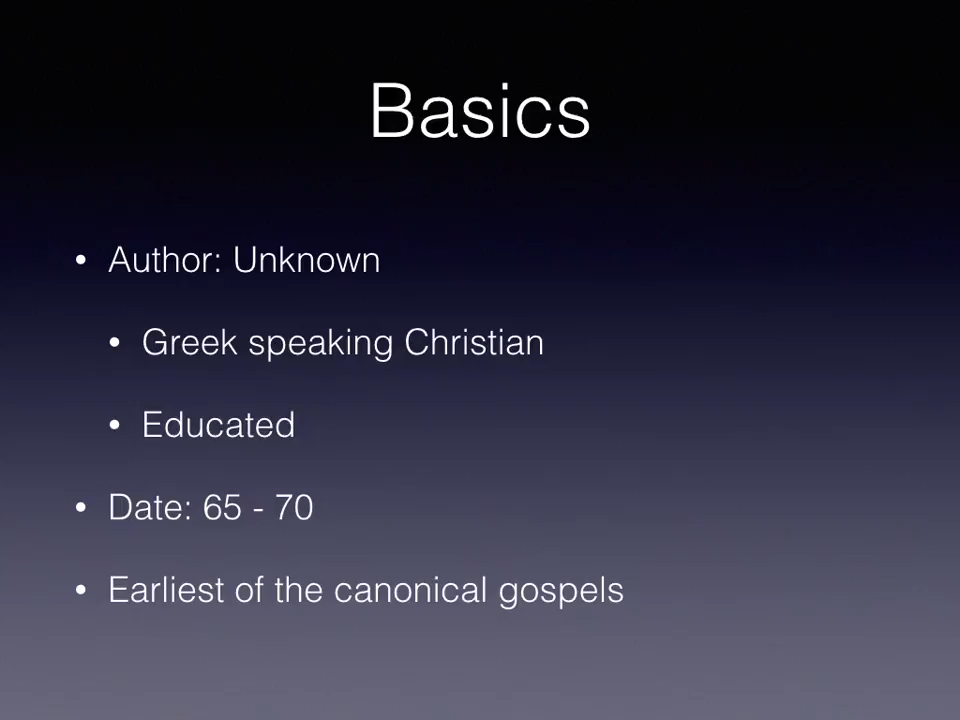 Basics
• Author: Unknown
• Greek speaking Christian
• Educated
• Date: 65 - 70
• Earliest of the canonical gospels